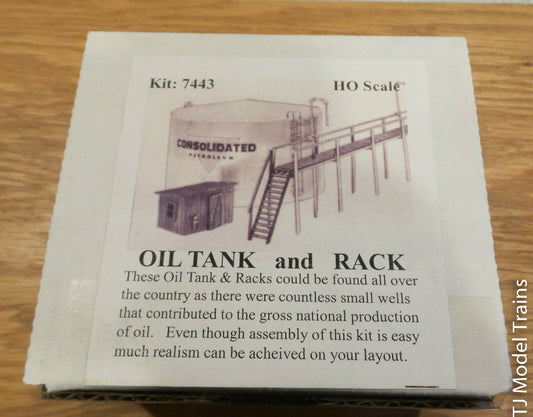 Kit: 7443 HO Scale
CONSOLIDATED
PETROLEUM
OIL TANK and RACK
These Oil Tank & Racks could be found all over
the country as there were countless small wells
that contributed to the gross national production
of oil. Even though assembly of this kit is easy
much realism can be acheived on your layout.
TJ Model Trains